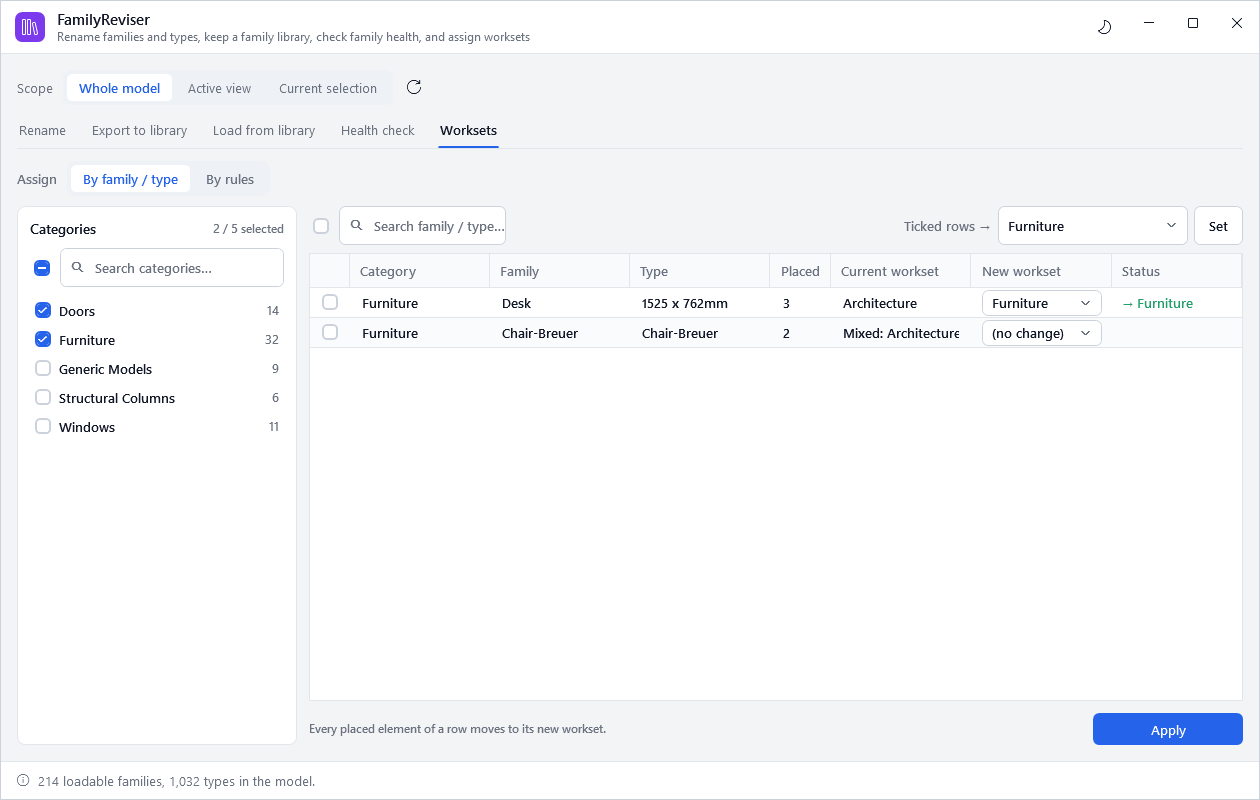 FamilyReviser
Rename families and types, keep a family library, check family health, and assign worksets
Scope Whole model Active view Current selection
Rename Export to library Load from library Health check Worksets
Assign By family / type By rules
Categories 2 / 5 selected
Search categories...
Doors 14
Furniture 32
Generic Models 9
Structural Columns 6
Windows 11
Search family / type... Ticked rows → Furniture Set
Category Family Type Placed Current workset New workset Status
Furniture Desk 1525 x 762mm 3 Architecture Furniture → Furniture
Furniture Chair-Breuer Chair-Breuer 2 Mixed: Architecture (no change)
Every placed element of a row moves to its new workset. Apply
214 loadable families, 1,032 types in the model.